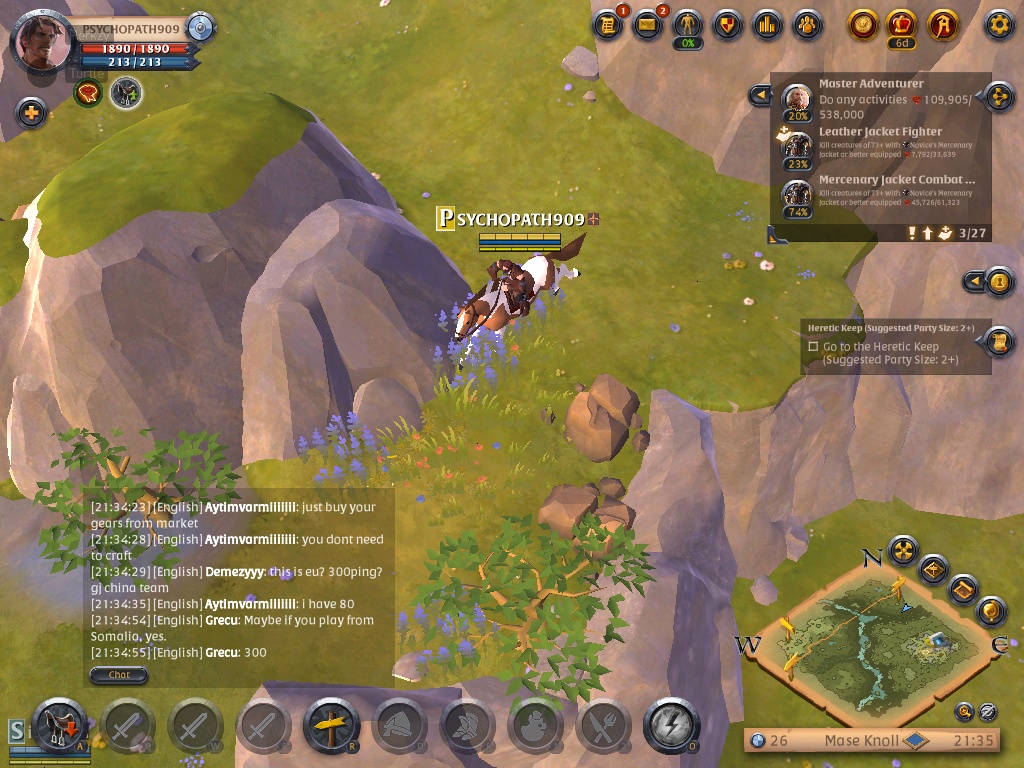 PSYCHOPATH909
1890 / 1890
213 / 213
Turtle
1
2
0%
6d
Master Adventurer
Do any activities 109,905/
538,000
20%
Leather Jacket Fighter
Kill creatures of T3+ with Novice's Mercenary
Jacket or better equipped 7,792/33,639
23%
Mercenary Jacket Combat ...
Kill creatures of T3+ with Novice's Mercenary
Jacket or better equipped 45,726/61,323
74%
3/27
PSYCHOPATH909
Heretic Keep (Suggested Party Size: 2+)
Go to the Heretic Keep
(Suggested Party Size: 2+)
[21:34:23] [English] Aytimvarmiiiiiii: just buy your
gears from market
[21:34:28] [English] Aytimvarmiiiiiii: you dont need
to craft
[21:34:29] [English] Demezyyy: this is eu? 300ping?
gj china team
[21:34:35] [English] Aytimvarmiiiiiii: i have 80
[21:34:54] [English] Grecu: Maybe if you play from
Somalia, yes.
[21:34:55] [English] Grecu: 300
Chat
N
W
E
A
R
O
26 Mase Knoll 21:35